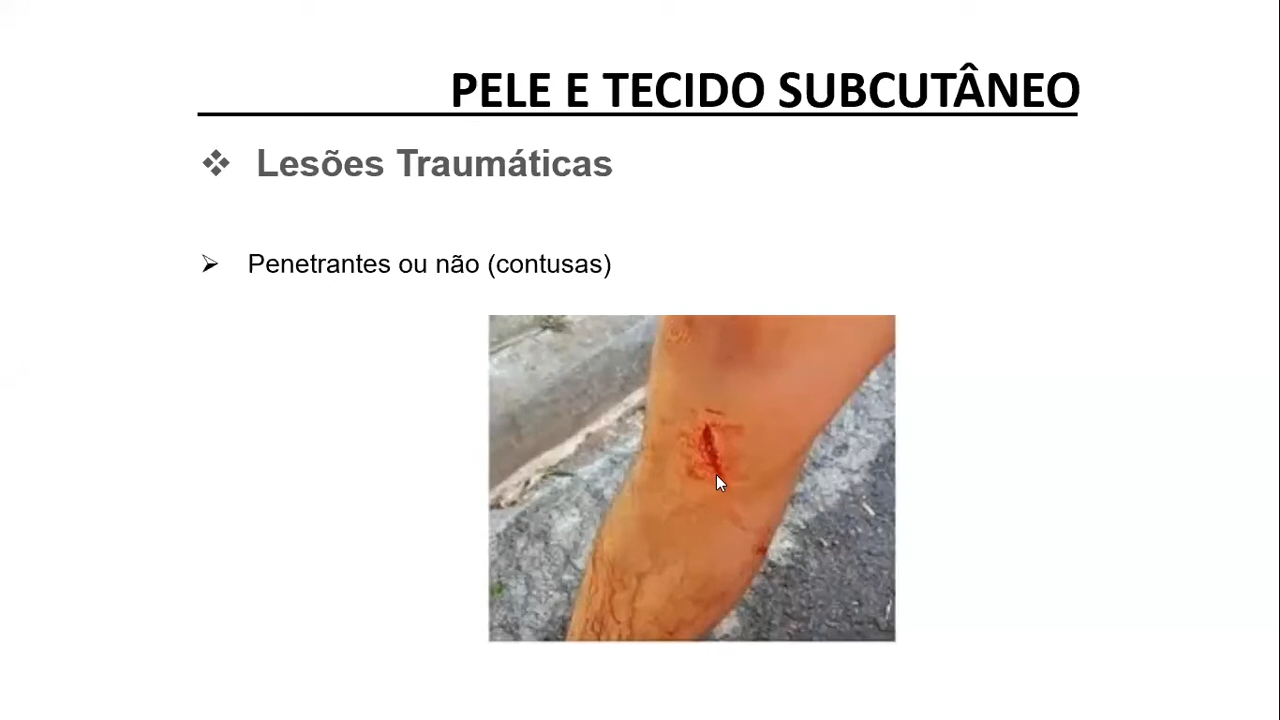 PELE E TECIDO SUBCUTÂNEO
Lesões Traumáticas
Penetrantes ou não (contusas)